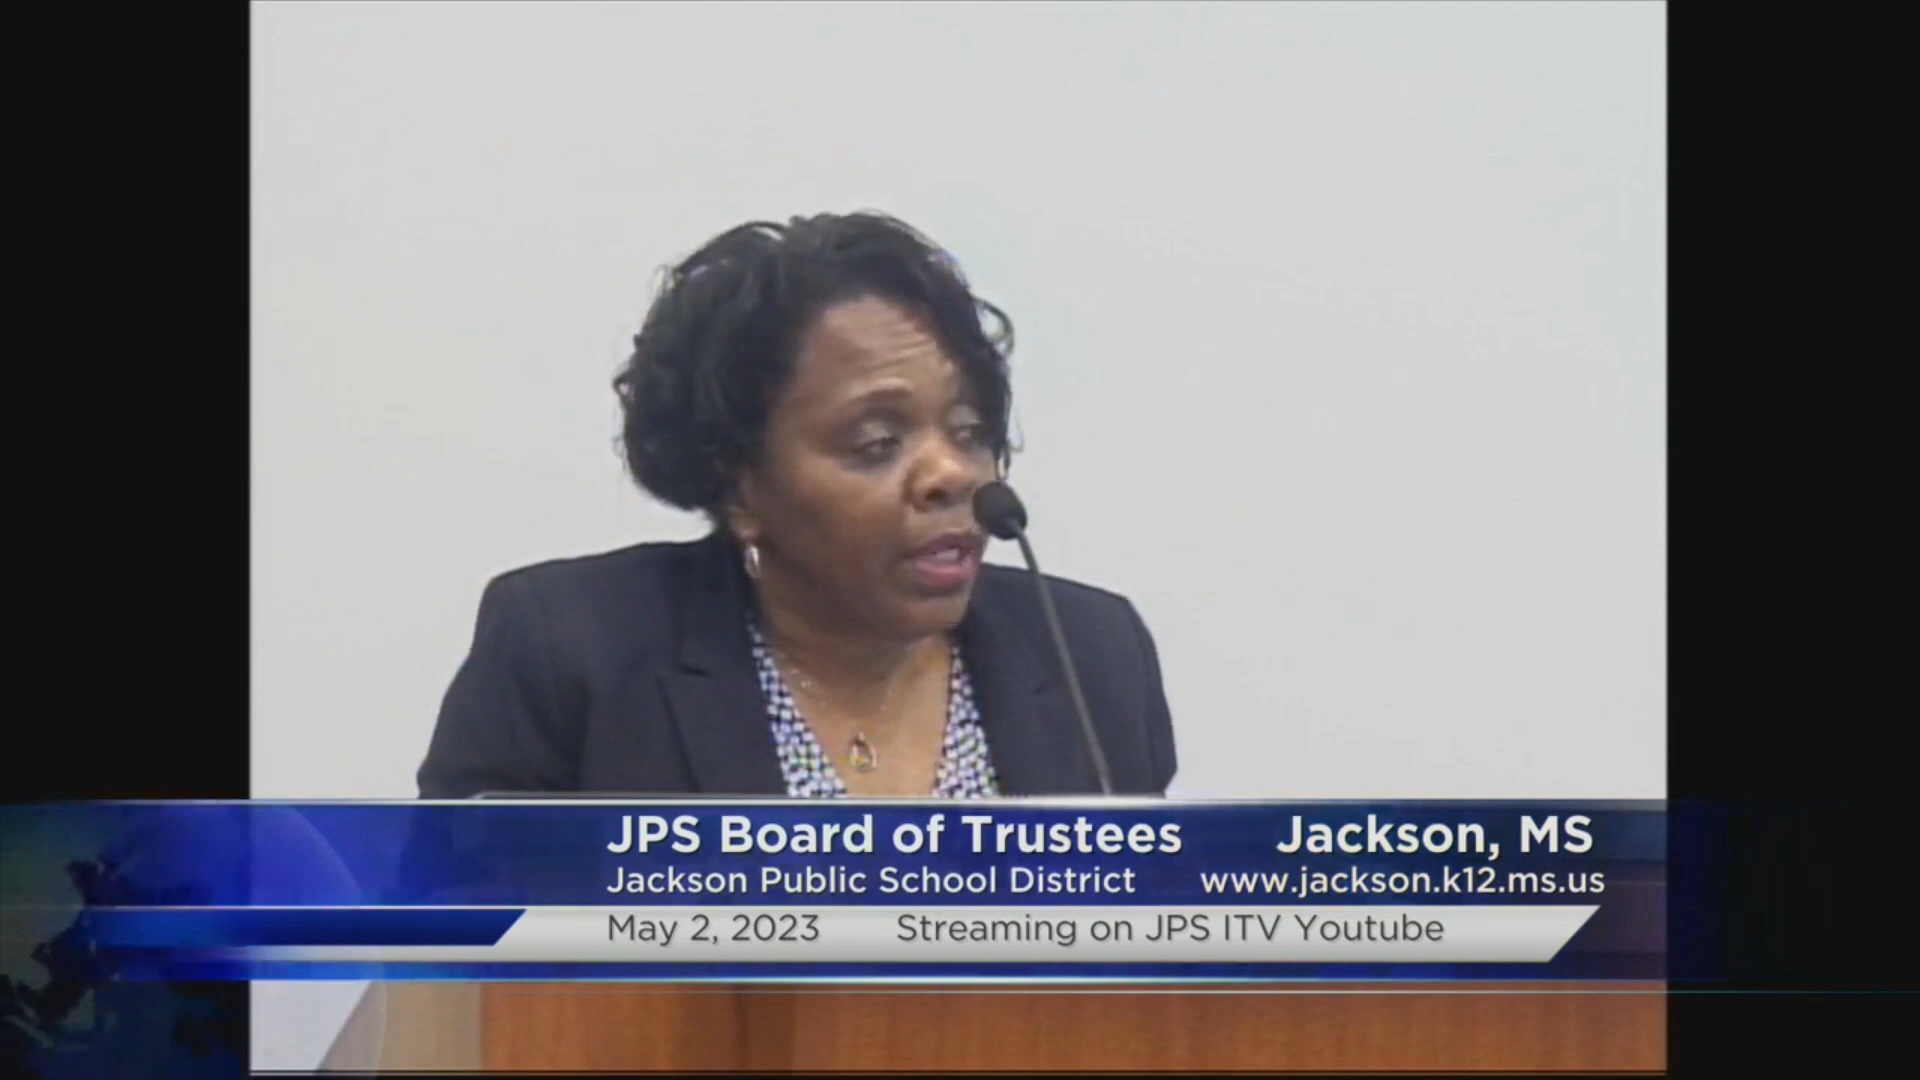 JPS Board of Trustees Jackson, MS
Jackson Public School District www.jackson.k12.ms.us
May 2, 2023 Streaming on JPS ITV Youtube